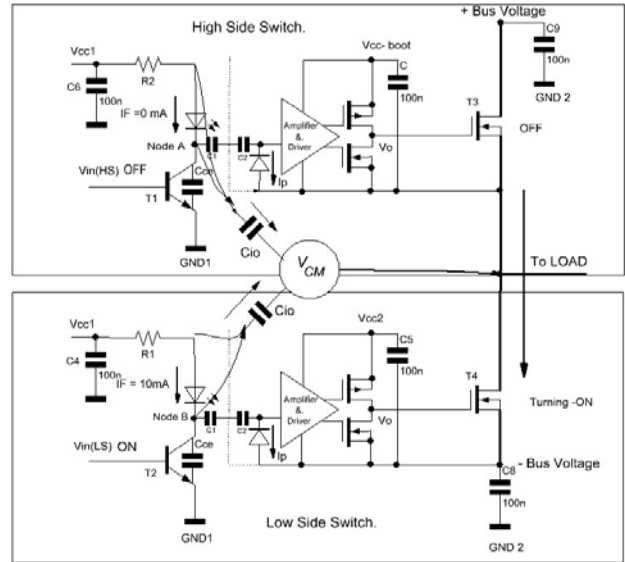 High Side Switch.
+ Bus Voltage
Vcc1
R2
C6
100n
IF =0 mA
Node A
C1
C2
Cce
Vin(HS) OFF
T1
GND1
Cio
Vcc- boot
C
100n
Amplifier
&.
Driver
Vo
Ip
T3
OFF
C9
100n
GND 2
VCM
To LOAD
Cio
Vcc1
R1
C4
100n
IF = 10mA
Node B
C1
C2
Cce
Vin(LS) ON
T2
GND1
Vcc2
C5
100n
Amplifier
&.
Driver
Vo
Ip
T4
Turning -ON
- Bus Voltage
C8
100n
GND 2
Low Side Switch.